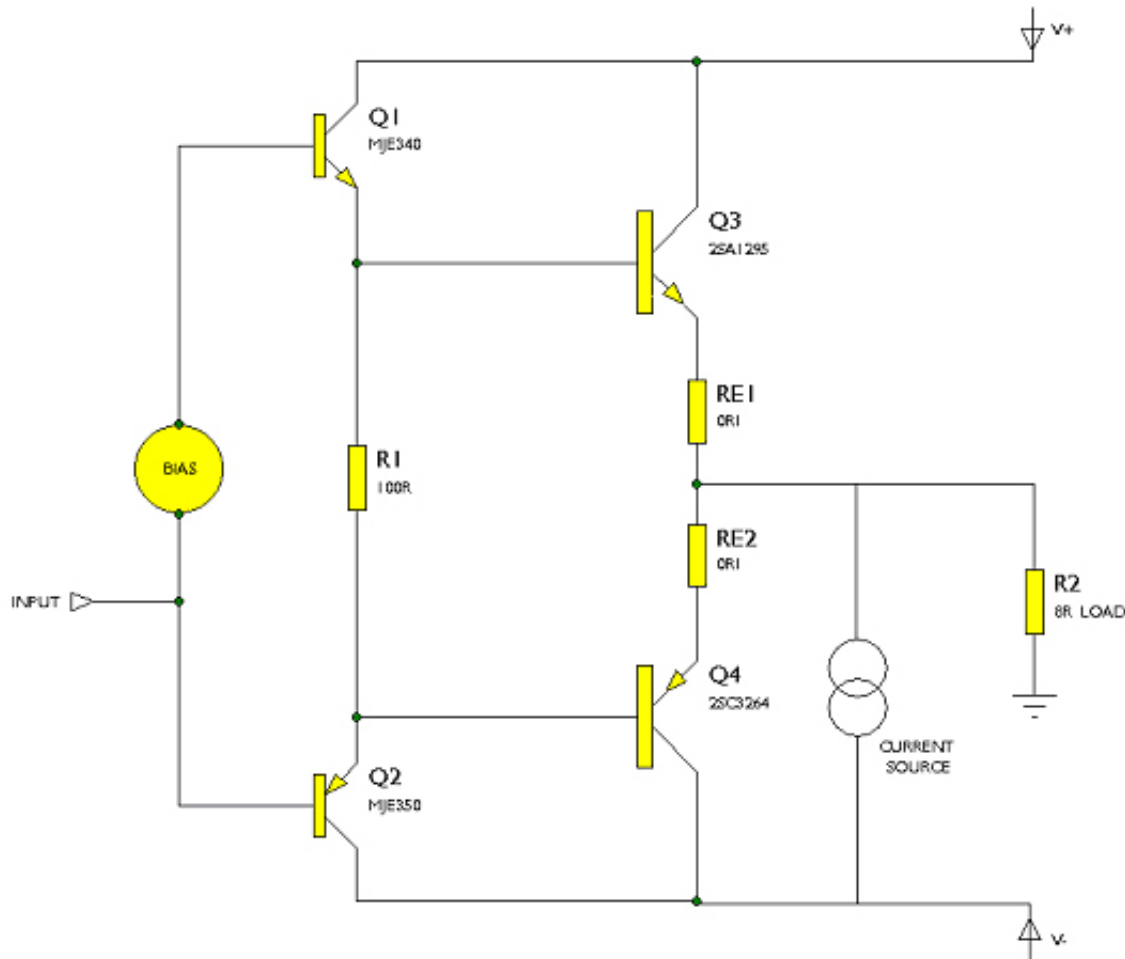 V+
Q1
MJE340
Q3
2SA1295
RE1
0R1
BIAS
R1
100R
RE2
0R1
INPUT
R2
8R LOAD
Q4
2SC3264
CURRENT
SOURCE
Q2
MJE350
V-